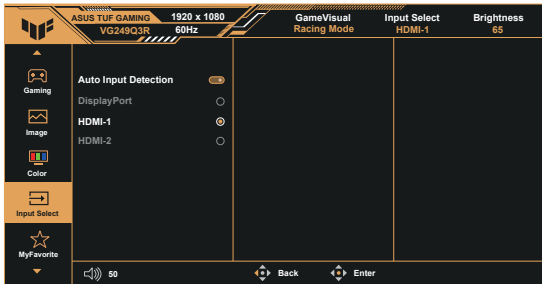 ASUS TUF GAMING 1920 x 1080 GameVisual Input Select Brightness
VG249Q3R 60Hz Racing Mode HDMI-1 65
Gaming
Image
Color
Input Select
MyFavorite
Auto Input Detection
DisplayPort
HDMI-1
HDMI-2
50 Back Enter